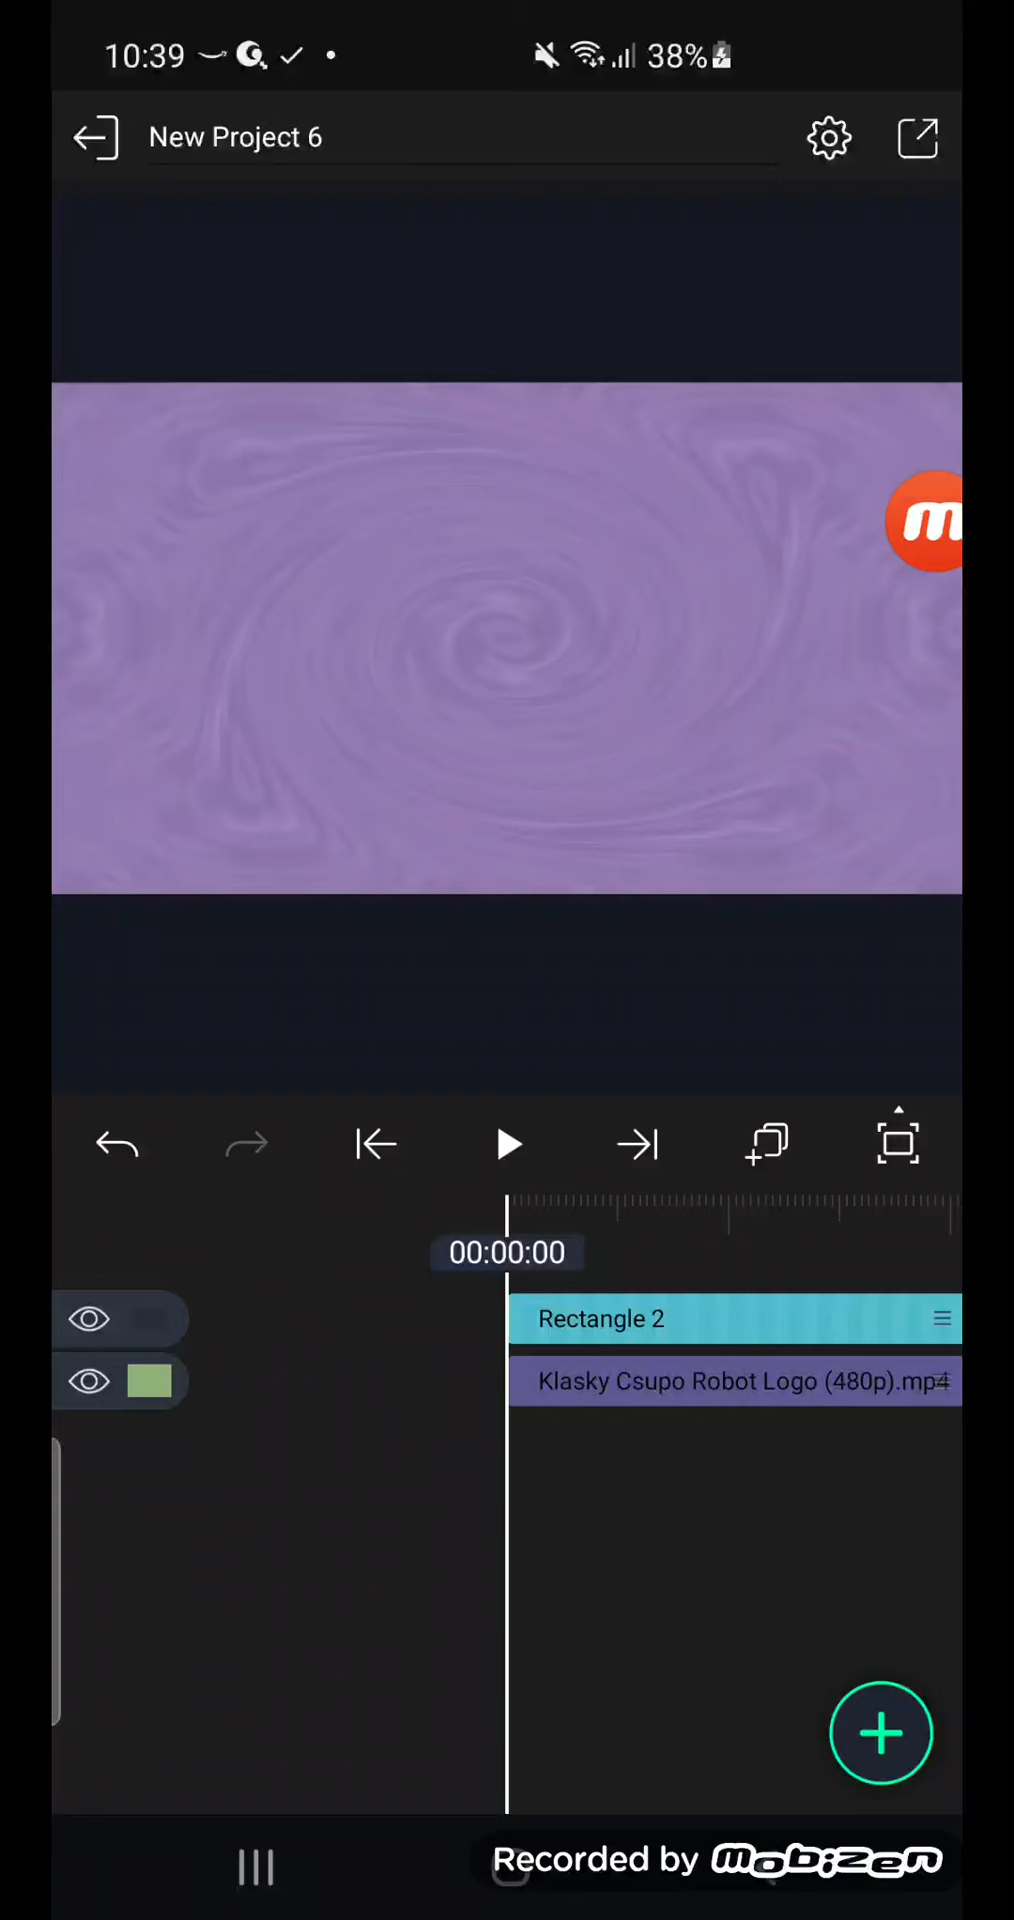 10:39
38%
New Project 6
m
00:00:00
Rectangle 2
Klasky Csupo Robot Logo (480p).mp4
Recorded by mobizen